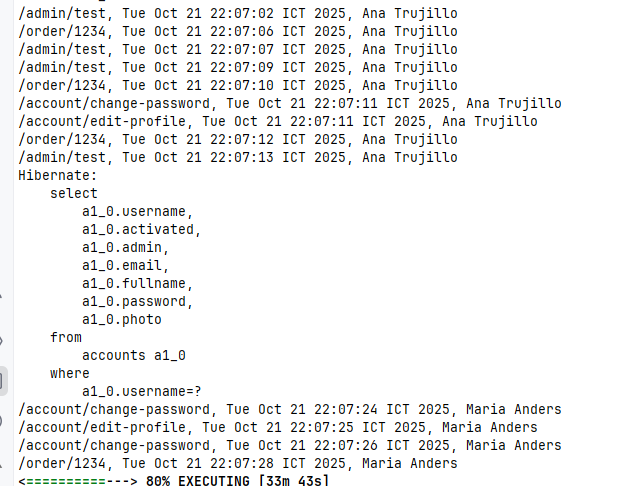 /admin/test, Tue Oct 21 22:07:02 ICT 2025, Ana Trujillo
/order/1234, Tue Oct 21 22:07:06 ICT 2025, Ana Trujillo
/admin/test, Tue Oct 21 22:07:07 ICT 2025, Ana Trujillo
/admin/test, Tue Oct 21 22:07:09 ICT 2025, Ana Trujillo
/order/1234, Tue Oct 21 22:07:10 ICT 2025, Ana Trujillo
/account/change-password, Tue Oct 21 22:07:11 ICT 2025, Ana Trujillo
/account/edit-profile, Tue Oct 21 22:07:11 ICT 2025, Ana Trujillo
/order/1234, Tue Oct 21 22:07:12 ICT 2025, Ana Trujillo
/admin/test, Tue Oct 21 22:07:13 ICT 2025, Ana Trujillo
Hibernate:
    select
        a1_0.username,
        a1_0.activated,
        a1_0.admin,
        a1_0.email,
        a1_0.fullname,
        a1_0.password,
        a1_0.photo
    from
        accounts a1_0
    where
        a1_0.username=?
/account/change-password, Tue Oct 21 22:07:24 ICT 2025, Maria Anders
/account/edit-profile, Tue Oct 21 22:07:25 ICT 2025, Maria Anders
/account/change-password, Tue Oct 21 22:07:26 ICT 2025, Maria Anders
/order/1234, Tue Oct 21 22:07:28 ICT 2025, Maria Anders
<==========---> 80% EXECUTING [33m 43s]